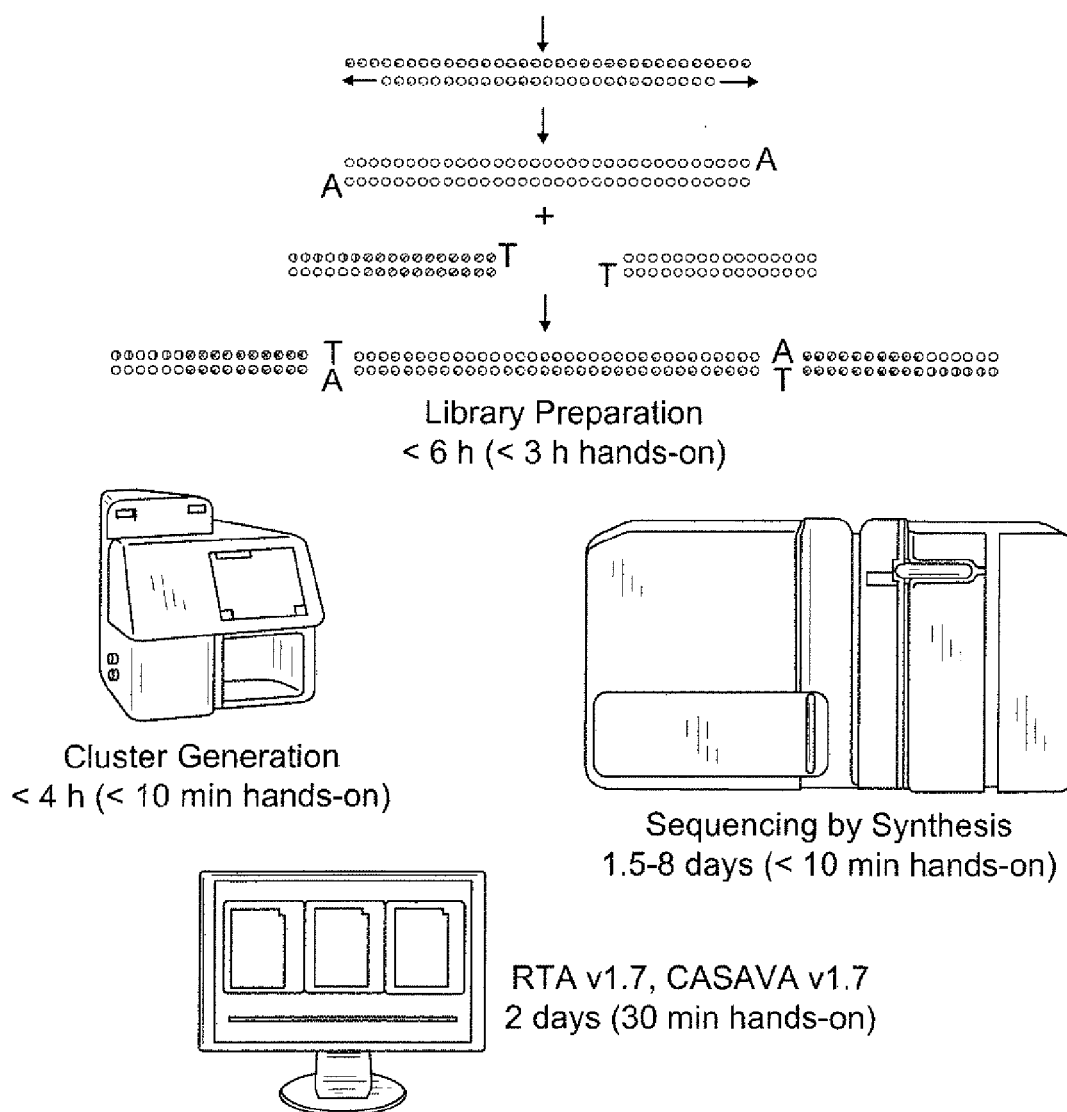 A
A
+
T
T
T A
A T
Library Preparation
< 6 h (< 3 h hands-on)
Cluster Generation
< 4 h (< 10 min hands-on)
Sequencing by Synthesis
1.5-8 days (< 10 min hands-on)
RTA v1.7, CASAVA v1.7
2 days (30 min hands-on)